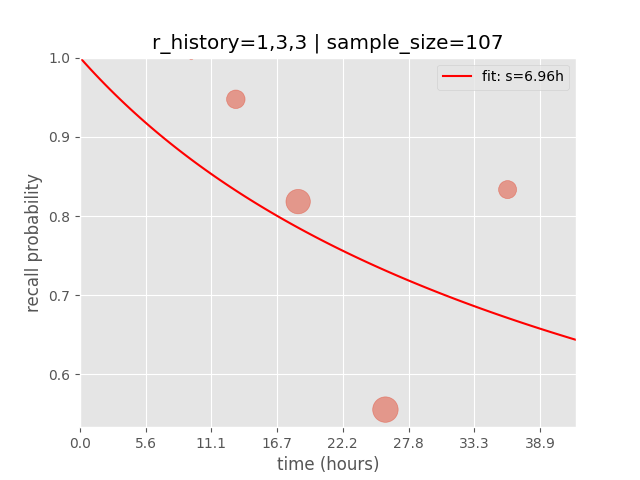 r_history=1,3,3 | sample_size=107
fit: s=6.96h
1.0
0.9
0.8
0.7
0.6
recall probability
0.0 5.6 11.1 16.7 22.2 27.8 33.3 38.9
time (hours)